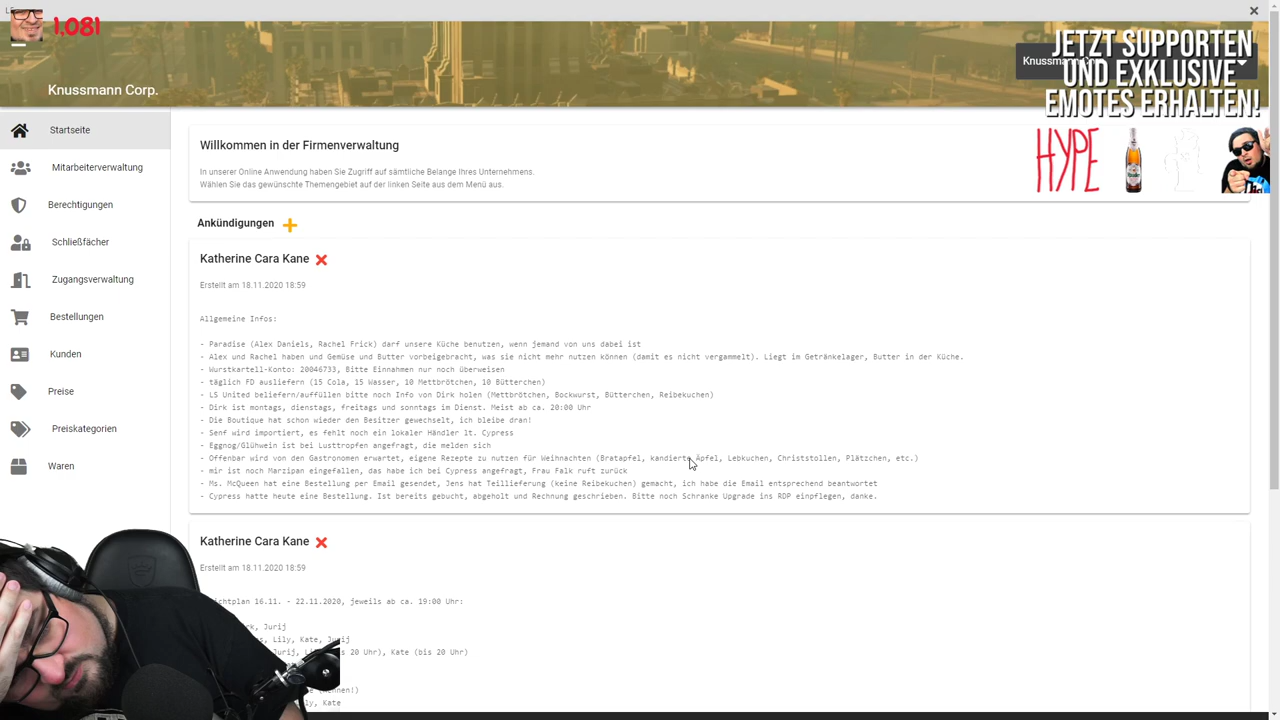 1.081
Knussmann Corp.
JETZT SUPPORTEN
UND EXKLUSIVE
EMOTES ERHALTEN!
HYPE
Startseite
Mitarbeiterverwaltung
Berechtigungen
Schließfächer
Zugangsverwaltung
Bestellungen
Kunden
Preise
Preiskategorien
Waren
Willkommen in der Firmenverwaltung
In unserer Online Anwendung haben Sie Zugriff auf sämtliche Belange Ihres Unternehmens.
Wählen Sie das gewünschte Themengebiet auf der linken Seite aus dem Menü aus.
Ankündigungen
Katherine Cara Kane
Erstellt am 18.11.2020 18:59
Allgemeine Infos:
- Paradise (Alex Daniels, Rachel Frick) darf unsere Küche benutzen, wenn jemand von uns dabei ist
- Alex und Rachel haben und Gemüse und Butter vorbeigebracht, was sie nicht mehr nutzen können (damit es nicht vergammelt). Liegt im Getränkelager, Butter in der Küche.
- Wurstkartell-Konto: 20046733, Bitte Einnahmen nur noch überweisen
- täglich FD ausliefern (15 Cola, 15 Wasser, 10 Mettbrötchen, 10 Bütterchen)
- LS United beliefern/auffüllen bitte noch Info von Dirk holen (Mettbrötchen, Bockwurst, Bütterchen, Reibekuchen)
- Dirk ist montags, dienstags, freitags und sonntags im Dienst. Meist ab ca. 20:00 Uhr
- Die Boutique hat schon wieder den Besitzer gewechselt, ich bleibe dran!
- Senf wird importiert, es fehlt noch ein lokaler Händler lt. Cypress
- Eggnog/Glühwein ist bei Lusttropfen angefragt, die melden sich
- Offenbar wird von den Gastronomen erwartet, eigene Rezepte zu nutzen für Weihnachten (Bratapfel, kandierte Äpfel, Lebkuchen, Christstollen, Plätzchen, etc.)
- mir ist noch Marzipan eingefallen, das habe ich bei Cypress angefragt, Frau Falk ruft zurück
- Ms. McQueen hat eine Bestellung per Email gesendet, Jens hat Teillieferung (keine Reibekuchen) gemacht, ich habe die Email entsprechend beantwortet
- Cypress hatte heute eine Bestellung. Ist bereits gebucht, abgeholt und Rechnung geschrieben. Bitte noch Schranke Upgrade ins RDP einpflegen, danke.
Katherine Cara Kane
Erstellt am 18.11.2020 18:59
16.11. - 22.11.2020, jeweils ab ca. 19:00 Uhr:
Jurij
Lily, Kate, Jurij
Jurij, 20 Uhr), Kate (bis 20 Uhr)
Kate